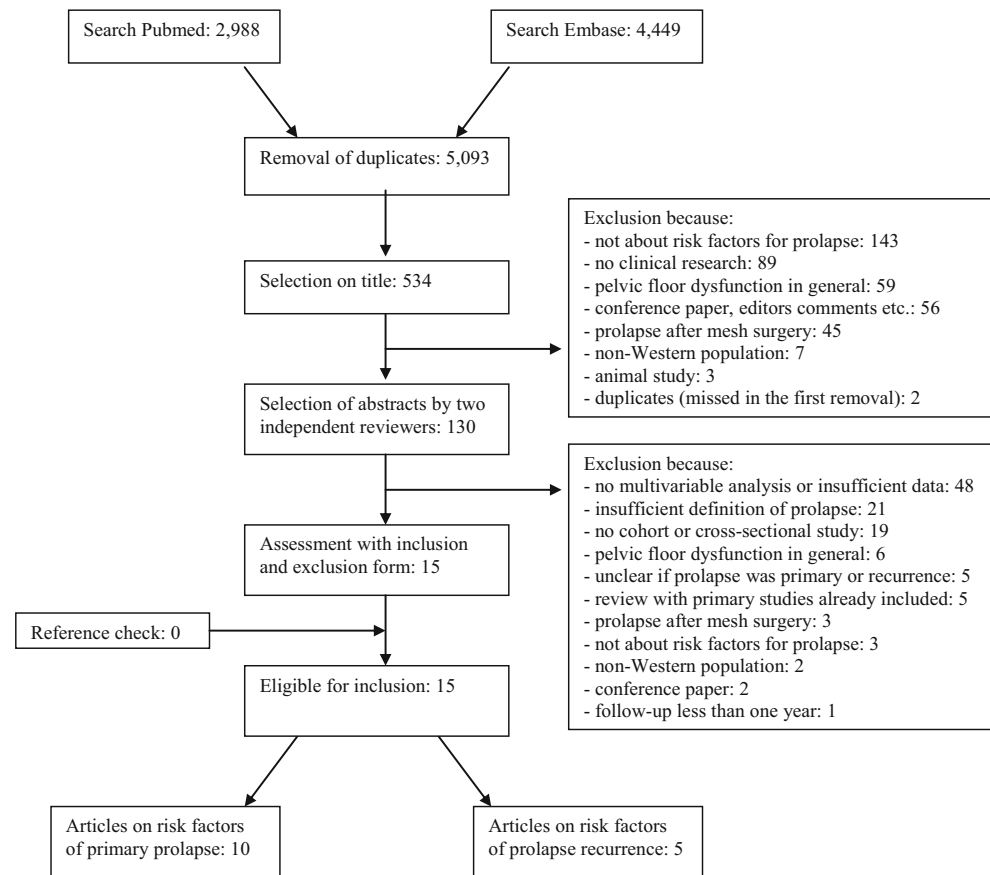 Search Pubmed: 2,988
Search Embase: 4,449
Removal of duplicates: 5,093
Selection on title: 534
Exclusion because:
- not about risk factors for prolapse: 143
- no clinical research: 89
- pelvic floor dysfunction in general: 59
- conference paper, editors comments etc.: 56
- prolapse after mesh surgery: 45
- non-Western population: 7
- animal study: 3
- duplicates (missed in the first removal): 2
Selection of abstracts by two
independent reviewers: 130
Exclusion because:
- no multivariable analysis or insufficient data: 48
- insufficient definition of prolapse: 21
- no cohort or cross-sectional study: 19
- pelvic floor dysfunction in general: 6
- unclear if prolapse was primary or recurrence: 5
- review with primary studies already included: 5
- prolapse after mesh surgery: 3
- not about risk factors for prolapse: 3
- non-Western population: 2
- conference paper: 2
- follow-up less than one year: 1
Assessment with inclusion
and exclusion form: 15
Reference check: 0
Eligible for inclusion: 15
Articles on risk factors
of primary prolapse: 10
Articles on risk factors
of prolapse recurrence: 5